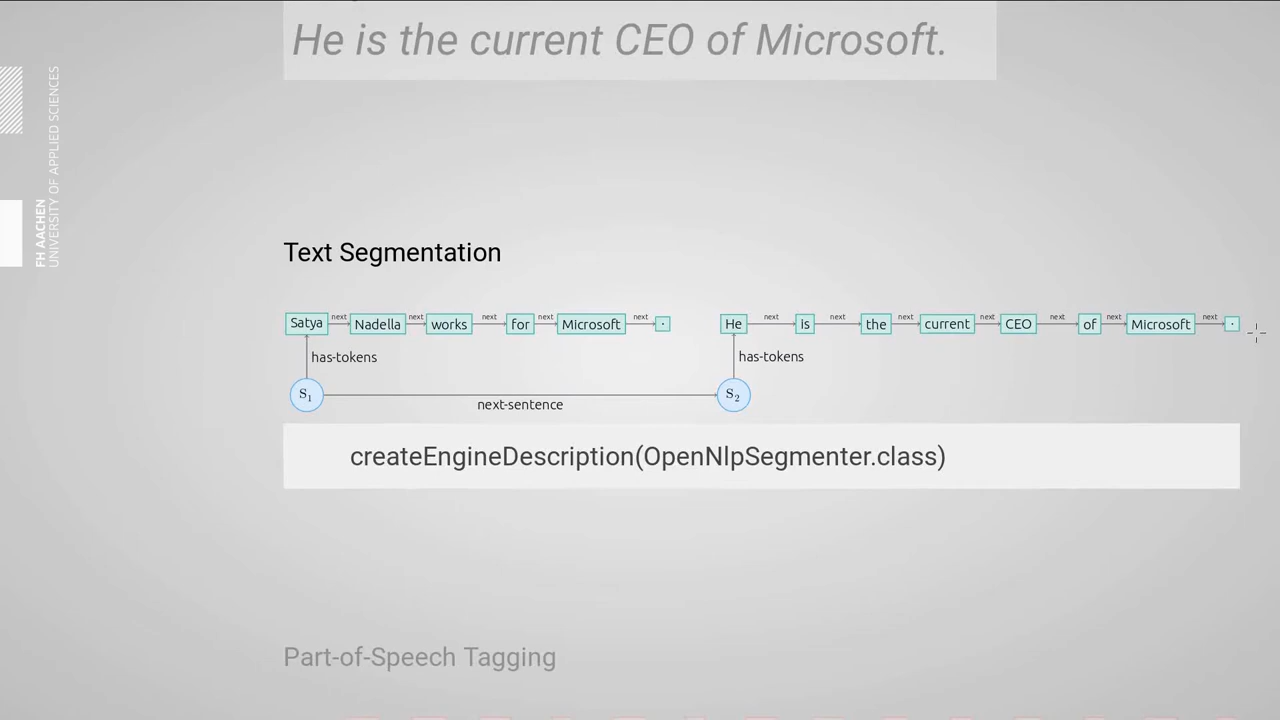 He is the current CEO of Microsoft.
FH AACHEN
UNIVERSITY OF APPLIED SCIENCES
Text Segmentation
Satya next Nadella next works next for next Microsoft next . He next is next the next current next CEO next of next Microsoft next .
has-tokens has-tokens
S1 S2
next-sentence
createEngineDescription(OpenNlpSegmenter.class)
Part-of-Speech Tagging